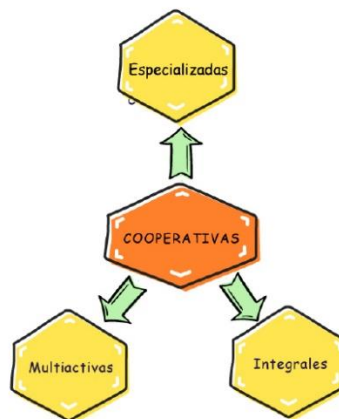 Especializadas
COOPERATIVAS
Multiactivas
Integrales